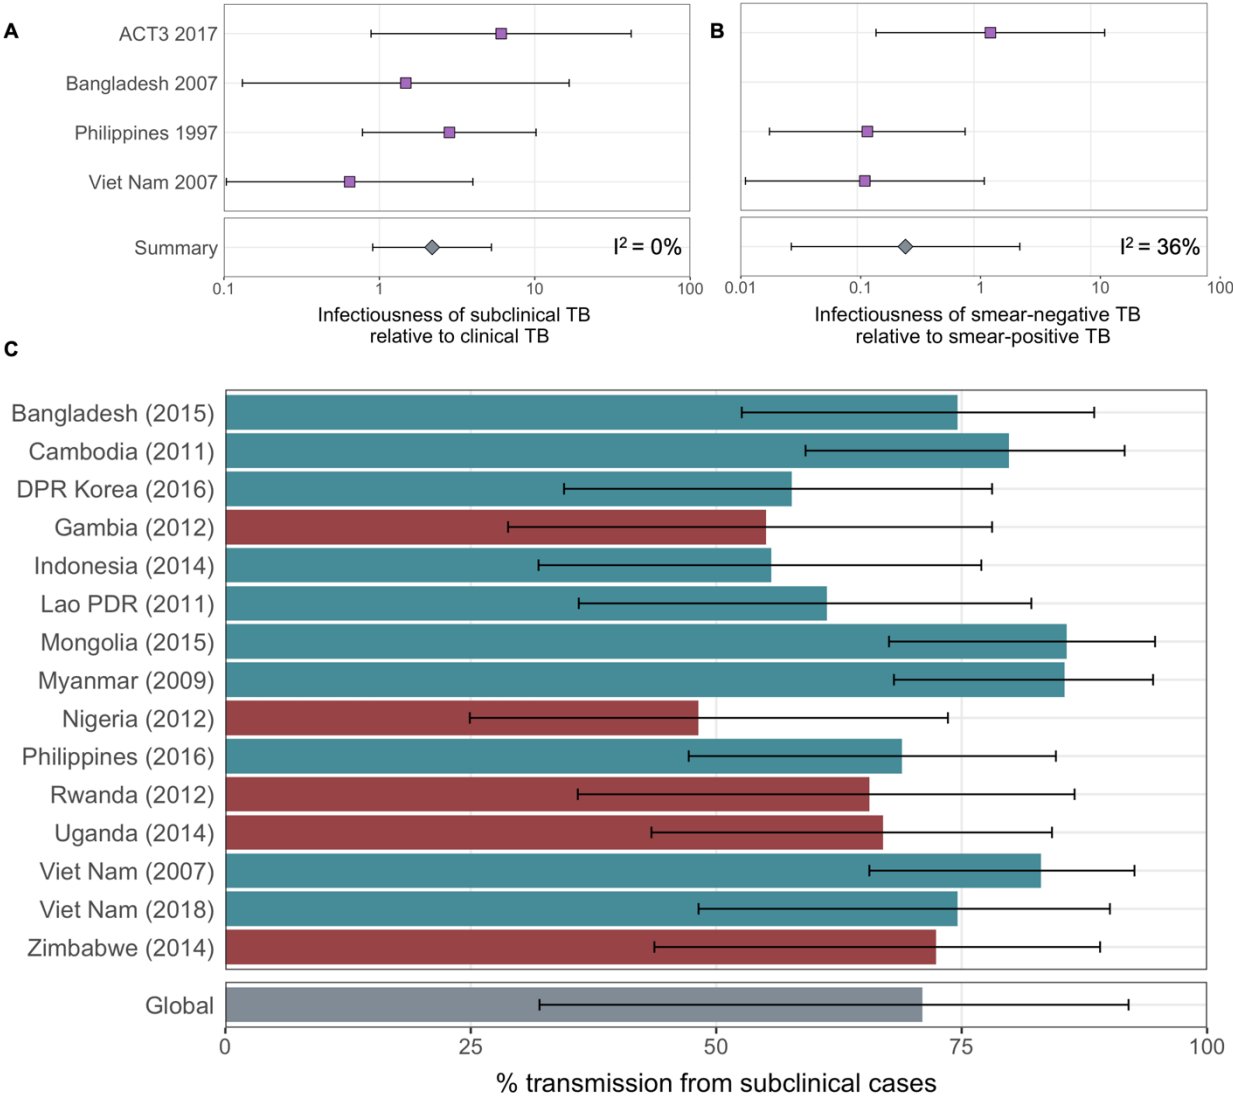 A
B
ACT3 2017
Bangladesh 2007
Philippines 1997
Viet Nam 2007
Summary
I² = 0%
I² = 36%
0.1 1 10 100
0.01 0.1 1 10 100
Infectiousness of subclinical TB
relative to clinical TB
Infectiousness of smear-negative TB
relative to smear-positive TB
C
Bangladesh (2015)
Cambodia (2011)
DPR Korea (2016)
Gambia (2012)
Indonesia (2014)
Lao PDR (2011)
Mongolia (2015)
Myanmar (2009)
Nigeria (2012)
Philippines (2016)
Rwanda (2012)
Uganda (2014)
Viet Nam (2007)
Viet Nam (2018)
Zimbabwe (2014)
Global
0 25 50 75 100
% transmission from subclinical cases